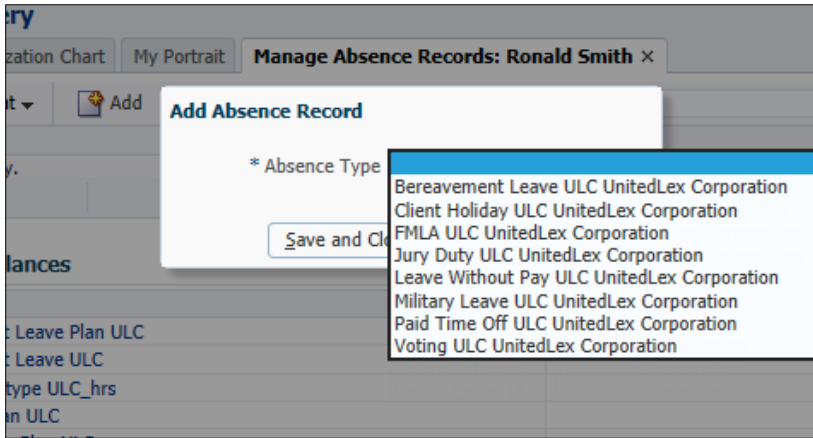 ery
zation Chart My Portrait Manage Absence Records: Ronald Smith ×
nt Add
Add Absence Record
y.
* Absence Type
Bereavement Leave ULC UnitedLex Corporation
Client Holiday ULC UnitedLex Corporation
FMLA ULC UnitedLex Corporation
Save and Clo
Jury Duty ULC UnitedLex Corporation
lances
Leave Without Pay ULC UnitedLex Corporation
Military Leave ULC UnitedLex Corporation
Paid Time Off ULC UnitedLex Corporation
Voting ULC UnitedLex Corporation
t Leave Plan ULC
t Leave ULC
type ULC_hrs
an ULC